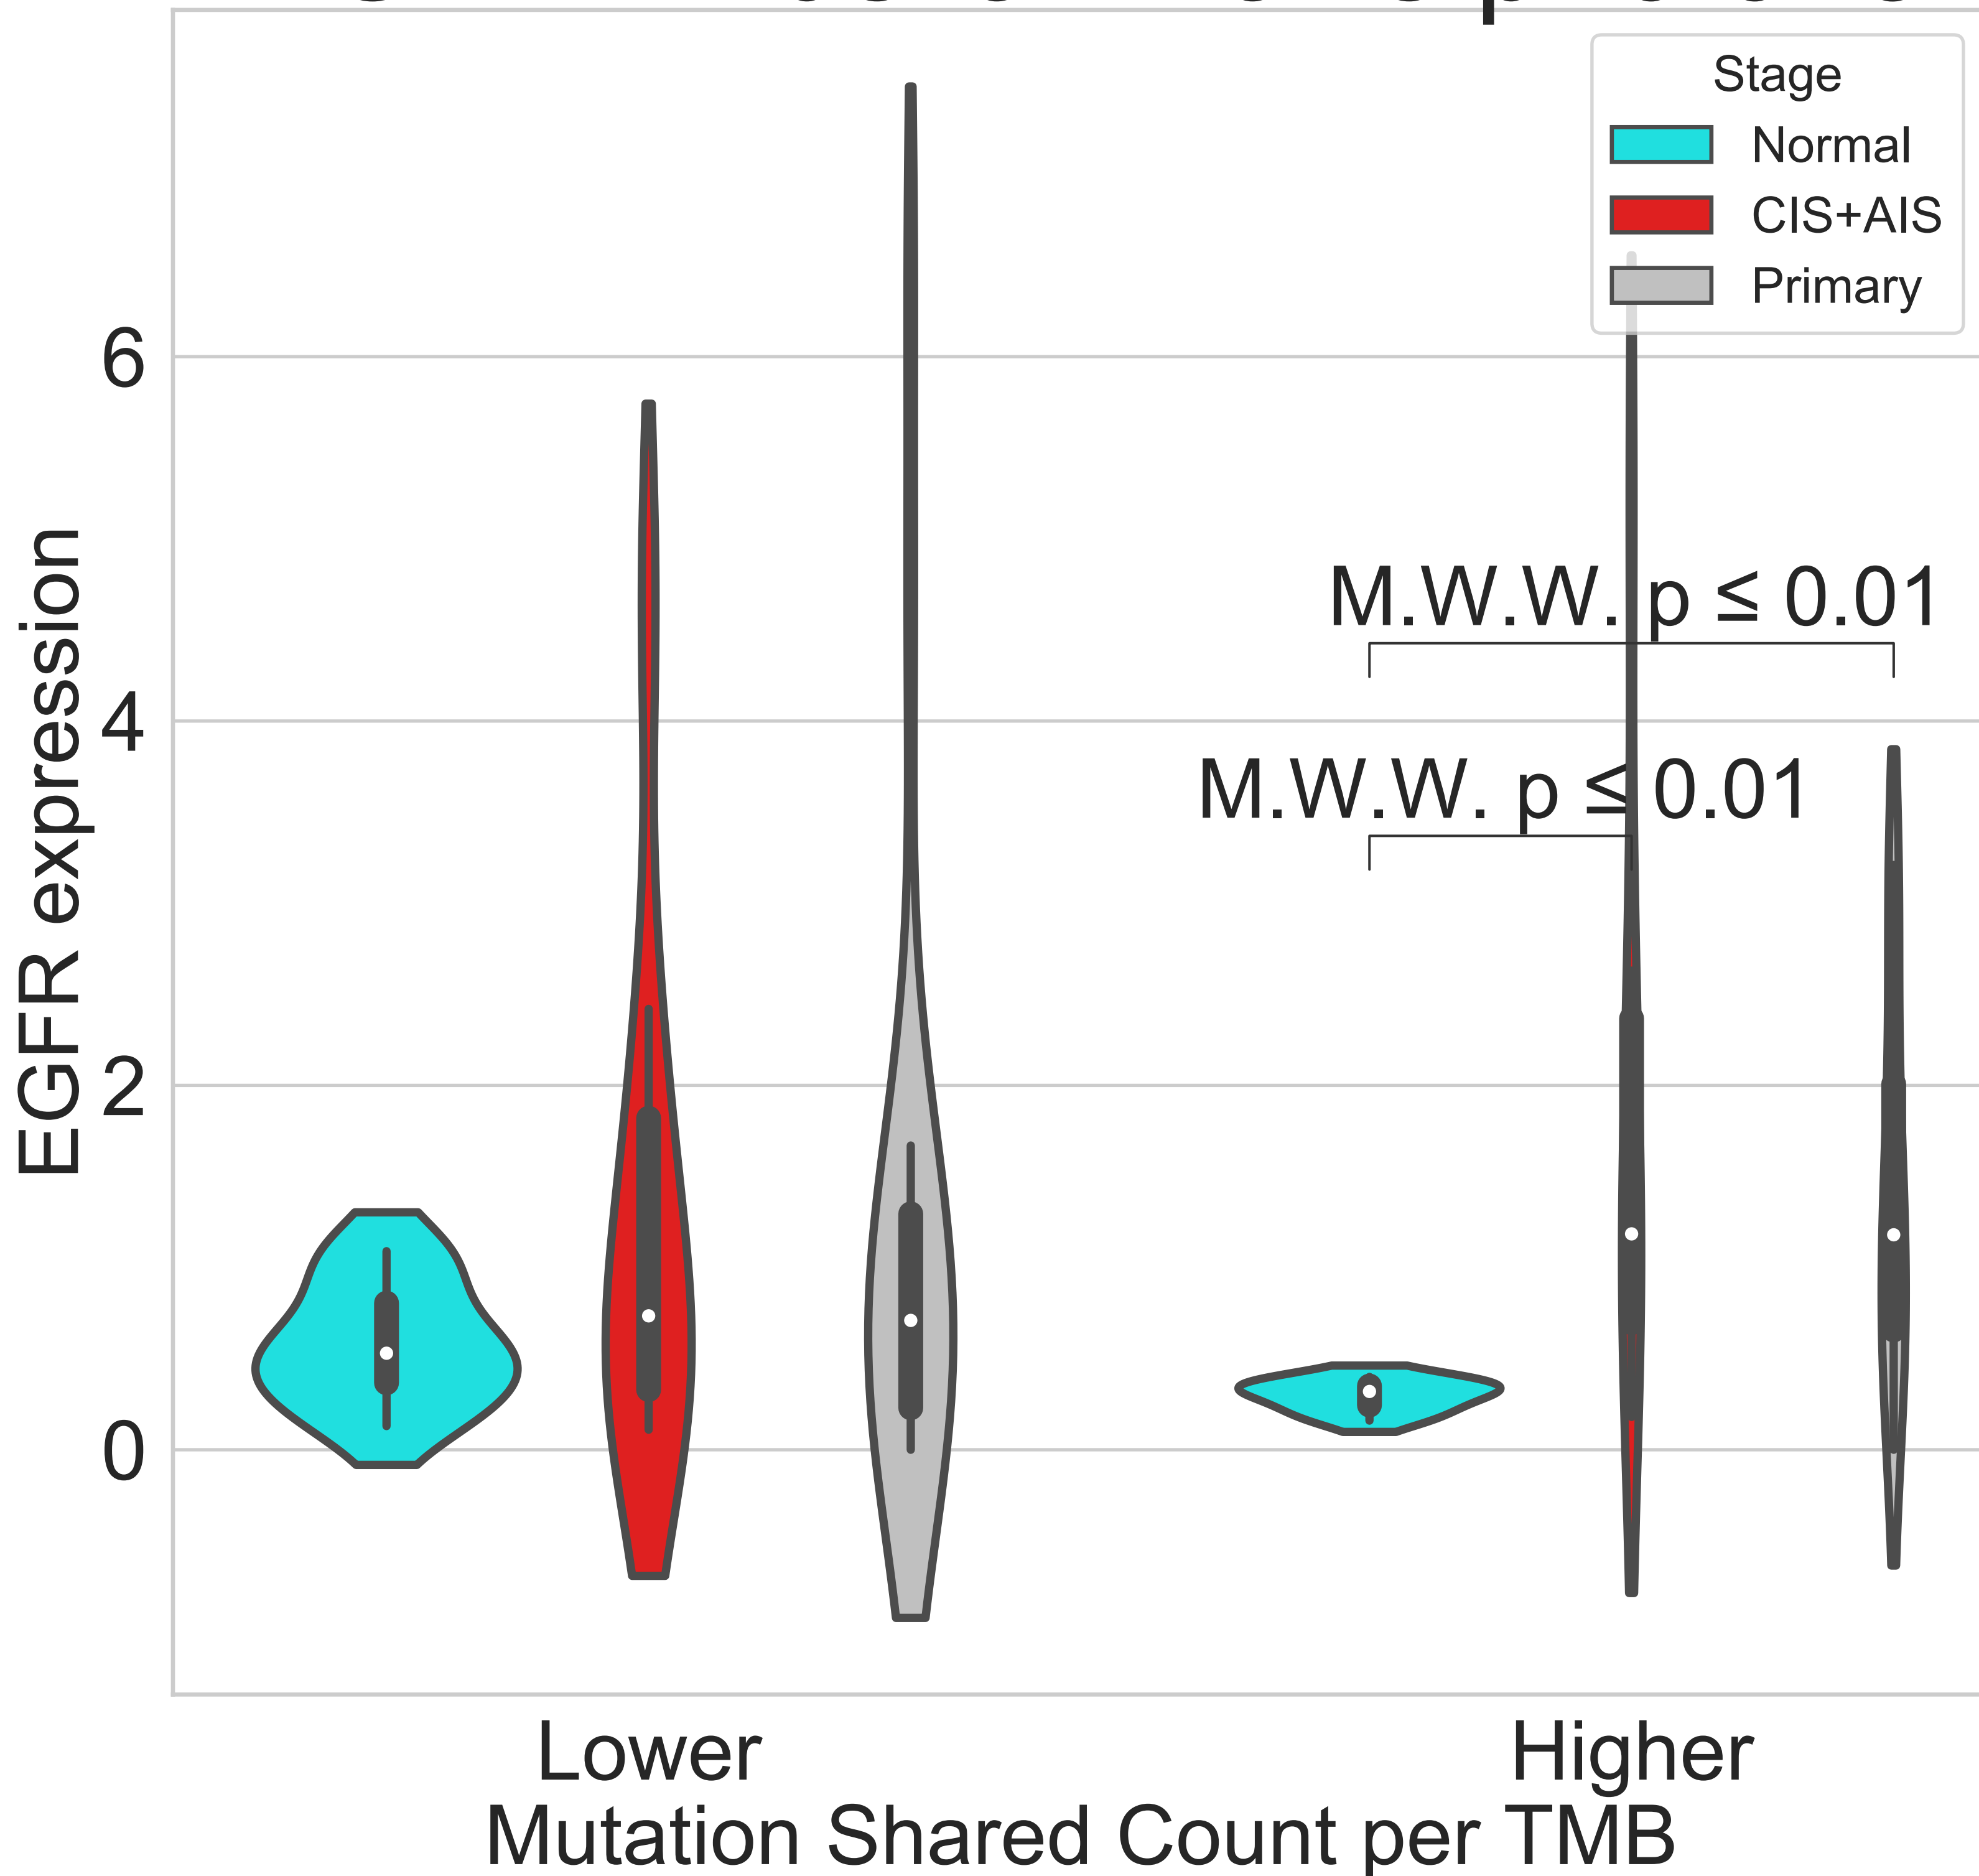 Stage
Normal
CIS+AIS
Primary
6
4
2
0
EGFR expression
M.W.W. p ≤ 0.01
M.W.W. p ≤ 0.01
Lower
Higher
Mutation Shared Count per TMB